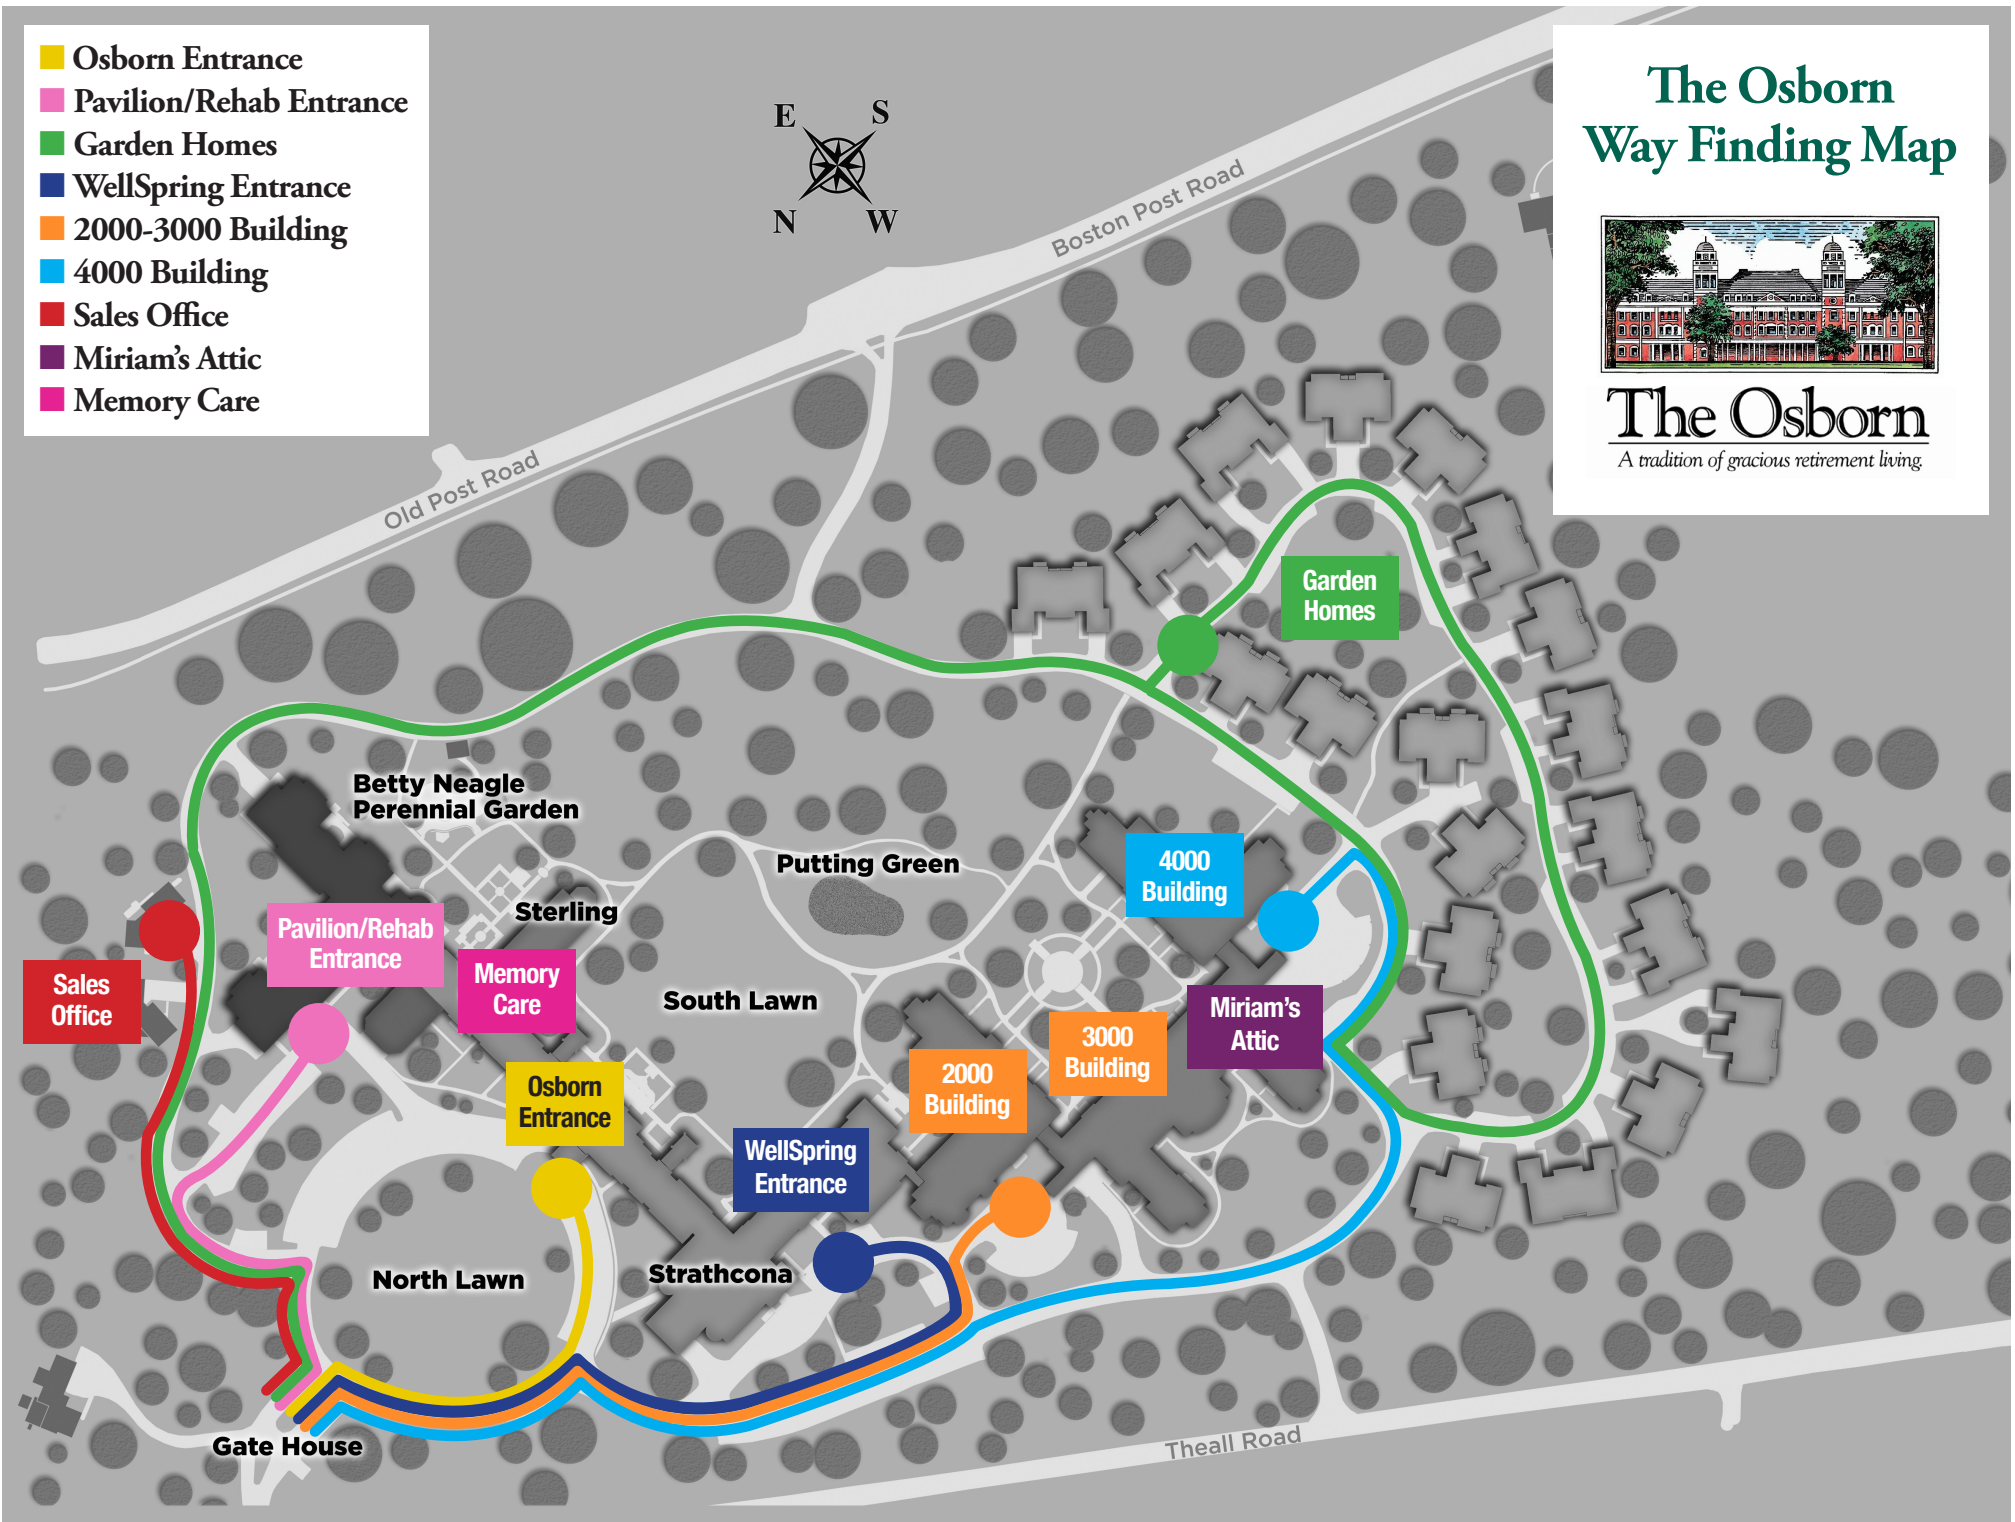 Osborn Entrance
Pavilion/Rehab Entrance
Garden Homes
WellSpring Entrance
2000-3000 Building
4000 Building
Sales Office
Miriam's Attic
Memory Care
E S
N W
The Osborn
Way Finding Map
The Osborn
A tradition of gracious retirement living.
Boston Post Road
Old Post Road
Garden
Homes
Betty Neagle
Perennial Garden
Putting Green
4000
Building
Sterling
Pavilion/Rehab
Entrance
Memory
Care
Sales
Office
South Lawn
Miriam's
Attic
3000
Building
2000
Building
Osborn
Entrance
WellSpring
Entrance
North Lawn
Strathcona
Gate House
Theall Road